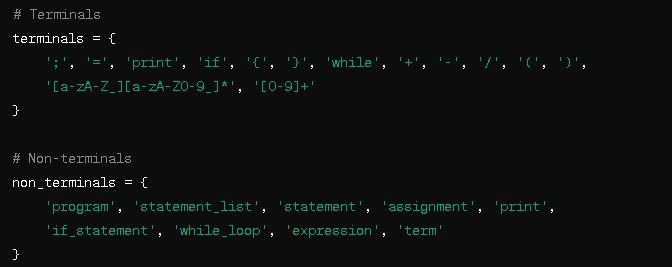 # Terminals
terminals = {
    ';', '=', 'print', 'if', '{', '}', 'while', '+', '-', '/', '(', ')',
    '[a-zA-Z_][a-zA-Z0-9_]*', '[0-9]+'
}
# Non-terminals
non_terminals = {
    'program', 'statement_list', 'statement', 'assignment', 'print',
    'if_statement', 'while_loop', 'expression', 'term'
}